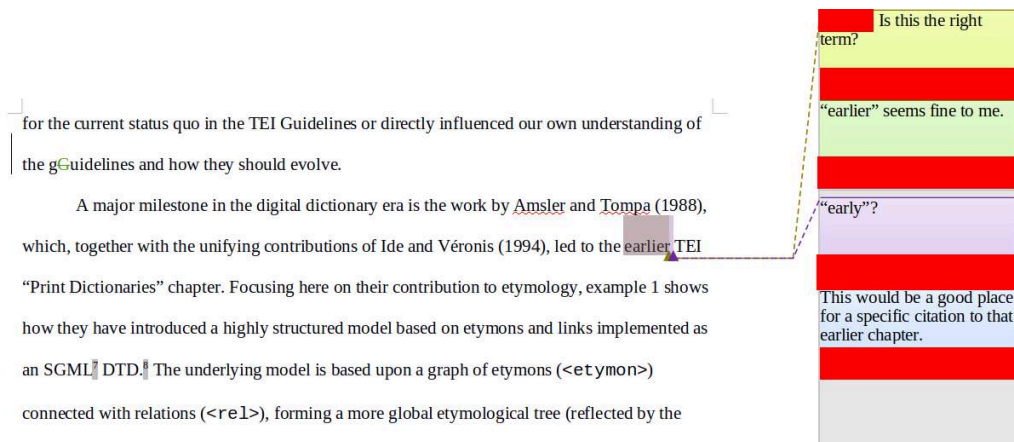 for the current status quo in the TEI Guidelines or directly influenced our own understanding of
the gGuidelines and how they should evolve.
A major milestone in the digital dictionary era is the work by Amsler and Tompa (1988),
which, together with the unifying contributions of Ide and Véronis (1994), led to the earlier TEI
“Print Dictionaries” chapter. Focusing here on their contribution to etymology, example 1 shows
how they have introduced a highly structured model based on etymons and links implemented as
an SGML⁷ DTD.⁸ The underlying model is based upon a graph of etymons (<etymon>)
connected with relations (<rel>), forming a more global etymological tree (reflected by the
Is this the right
term?
“earlier” seems fine to me.
“early”?
This would be a good place
for a specific citation to that
earlier chapter.